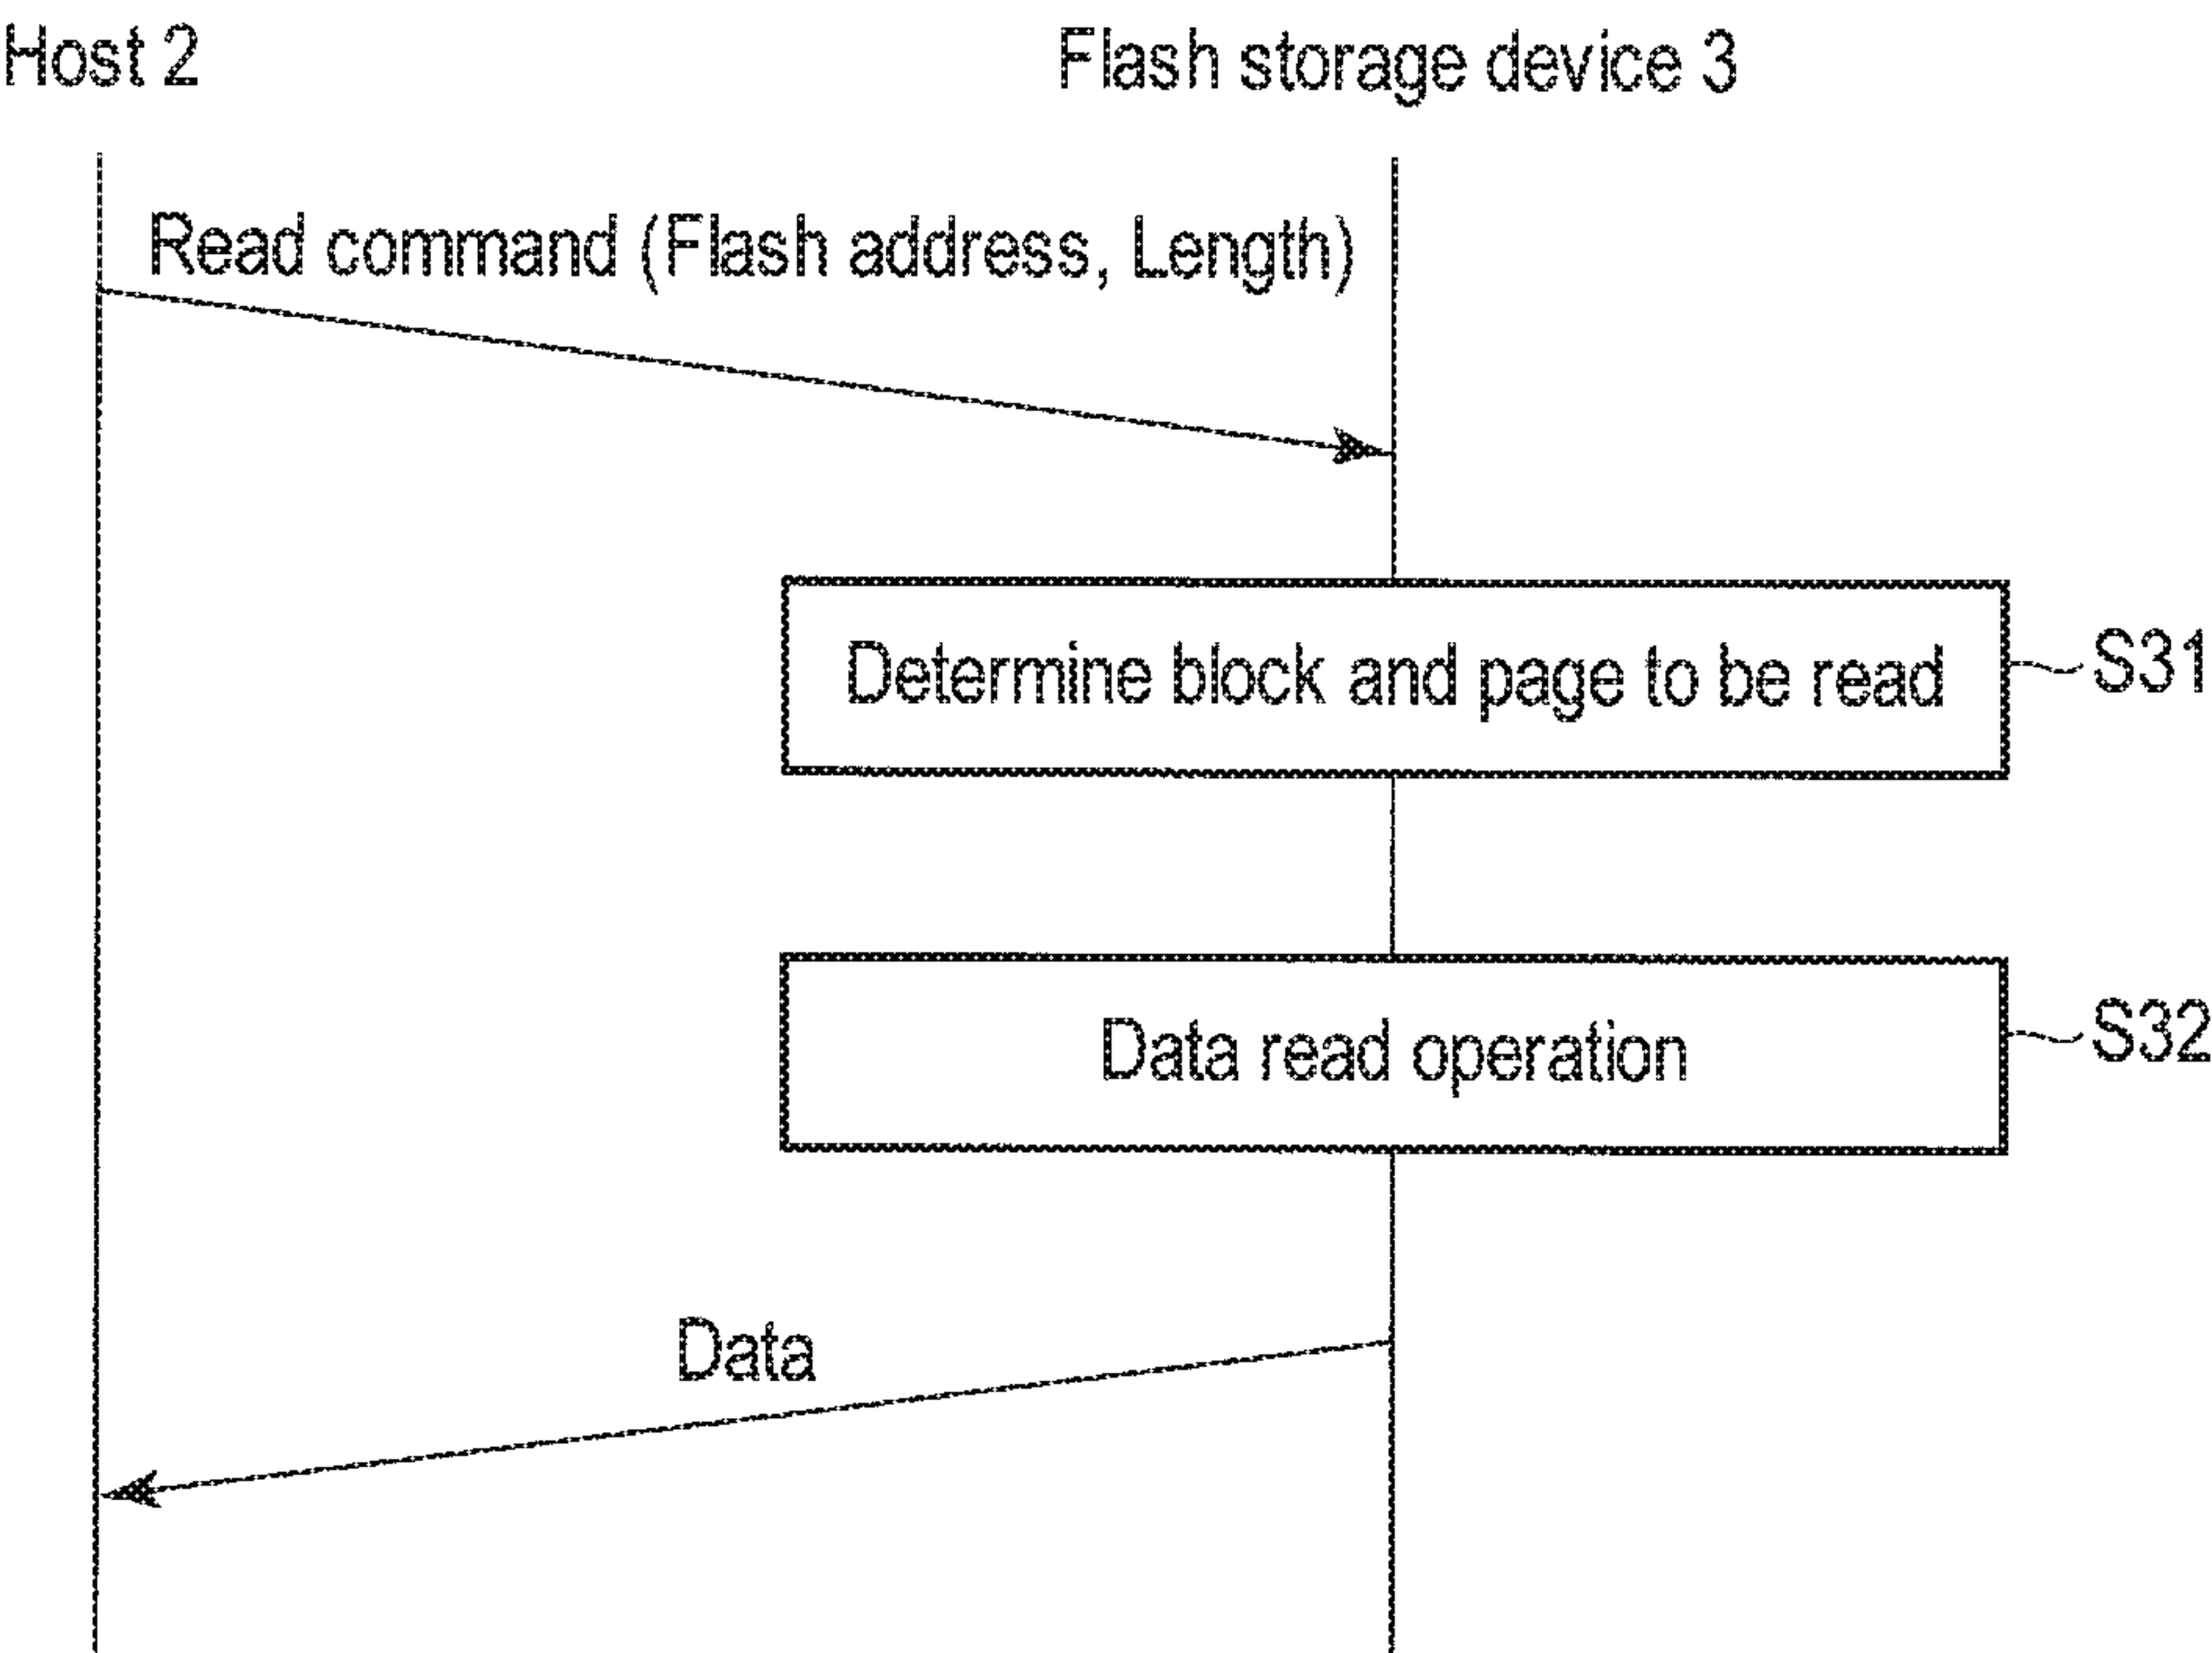 Host 2
Flash storage device 3
Read command (Flash address, Length)
Determine block and page to be read
S31
Data read operation
S32
Data